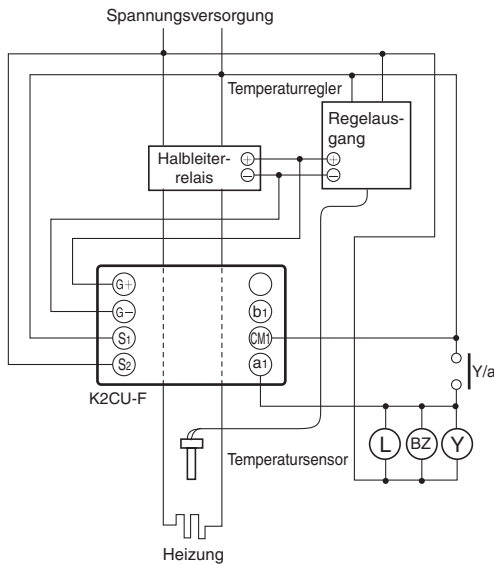 Spannungsversorgung
Temperaturregler
Regelaus-
gang
Halbleiter-
relais
+
−
+
−
G+
G−
b1
S1
CM1
S2
a1
Y/a
K2CU-F
L
BZ
Y
Temperatursensor
Heizung